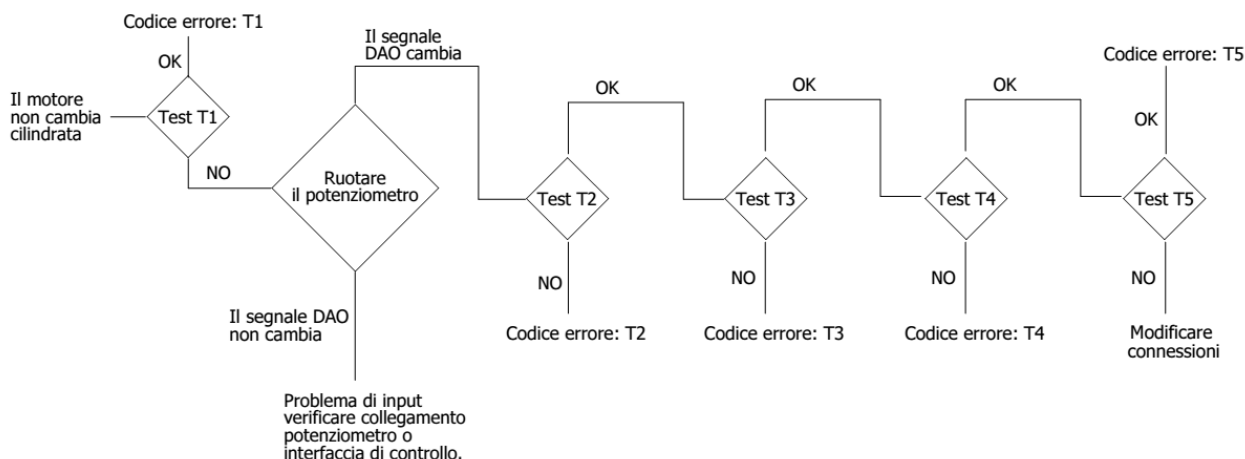 Codice errore: T1
OK
Il motore
non cambia
cilindrata
Test T1
NO
Ruotare
il potenziometro
Il segnale
DAO cambia
Il segnale DAO
non cambia
Problema di input
verificare collegamento
potenziometro o
interfaccia di controllo.
Test T2
OK
NO
Codice errore: T2
Test T3
OK
NO
Codice errore: T3
Test T4
OK
NO
Codice errore: T4
Codice errore: T5
OK
Test T5
NO
Modificare
connessioni